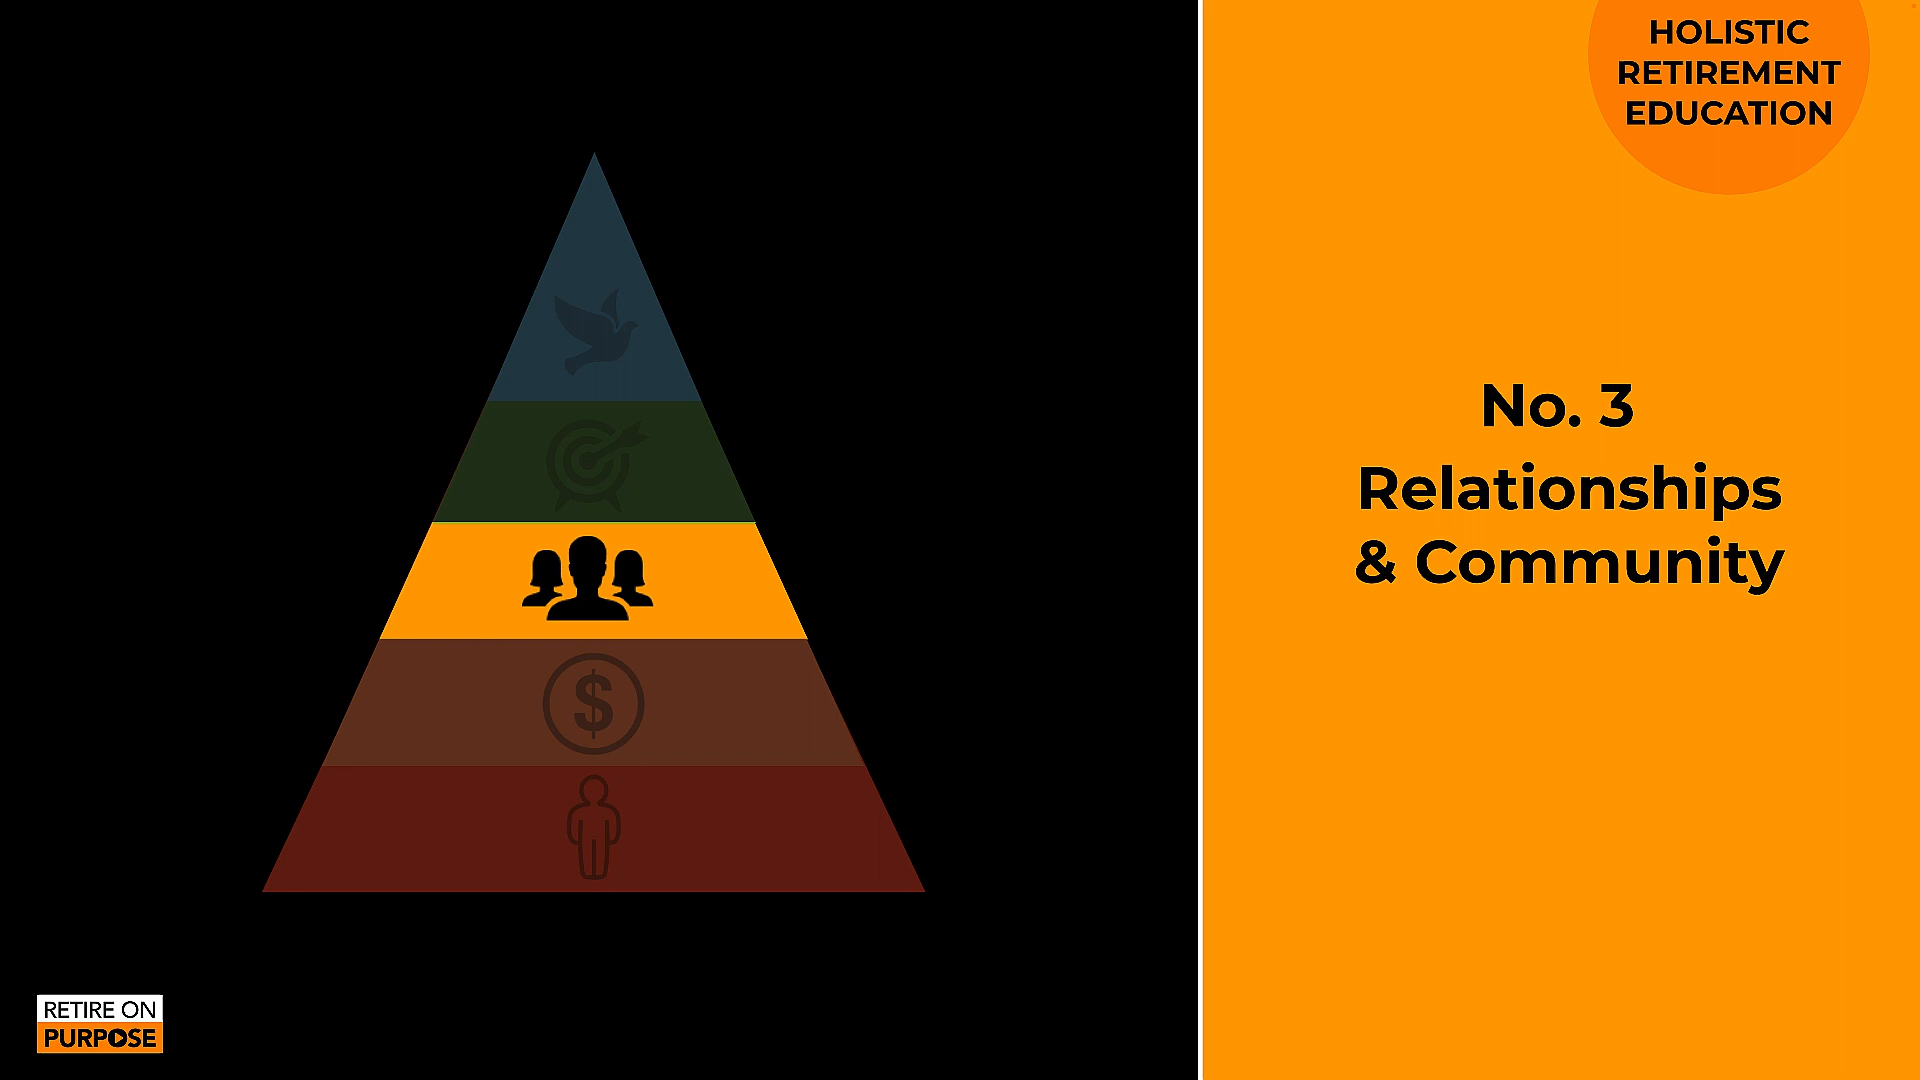 HOLISTIC
RETIREMENT
EDUCATION
No. 3
Relationships
& Community
$
RETIRE ON
PURPOSE